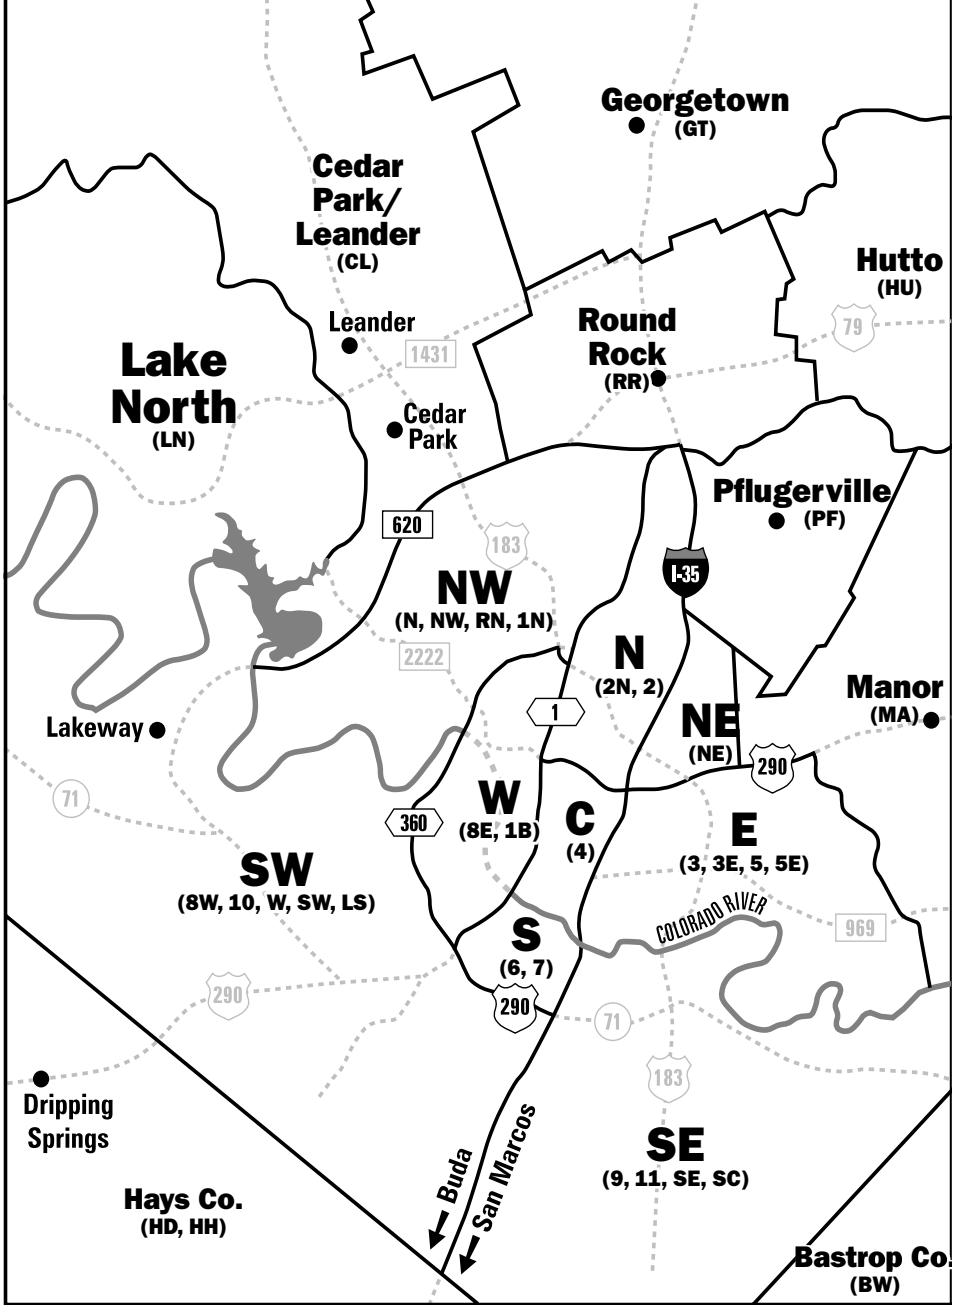 Georgetown
(GT)
Cedar
Park/
Leander
(CL)
Hutto
(HU)
Leander
1431
Round
Rock
(RR)
79
Lake
North
(LN)
Cedar
Park
Pflugerville
(PF)
620
183
I-35
NW
(N, NW, RN, 1N)
2222
N
(2N, 2)
Manor
(MA)
NE
(NE)
1
Lakeway
290
71
W
(8E, 1B)
360
C
(4)
E
(3, 3E, 5, 5E)
SW
(8W, 10, W, SW, LS)
COLORADO RIVER
969
S
(6, 7)
290
290
71
183
Dripping
Springs
SE
(9, 11, SE, SC)
Buda
San Marcos
Hays Co.
(HD, HH)
Bastrop Co.
(BW)